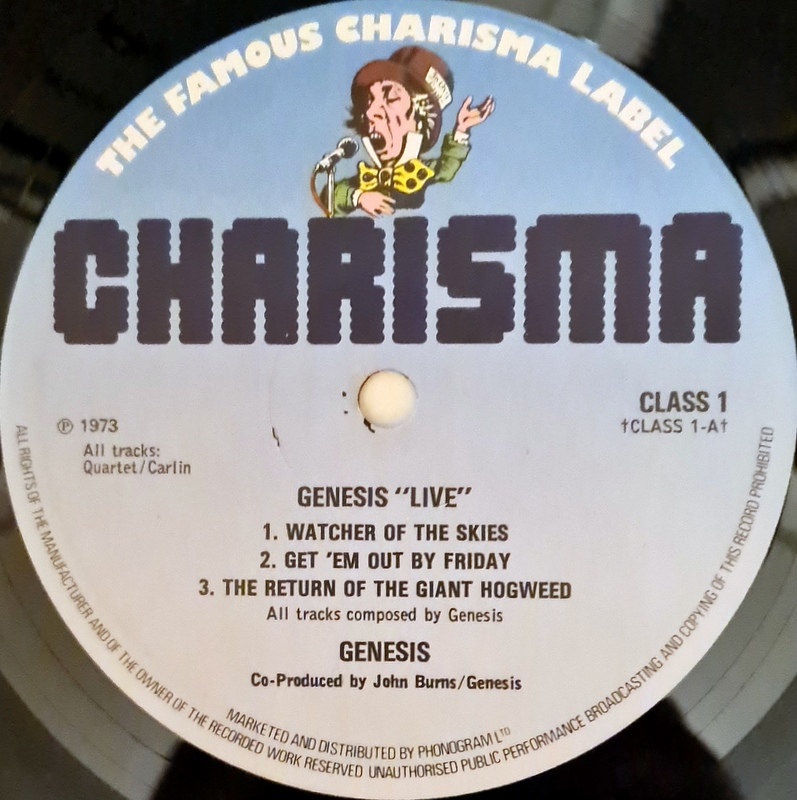 THE FAMOUS CHARISMA LABEL
CHARISMA
℗ 1973
All tracks:
Quartet/Carlin
CLASS 1
†CLASS 1-A†
GENESIS “LIVE”
1. WATCHER OF THE SKIES
2. GET 'EM OUT BY FRIDAY
3. THE RETURN OF THE GIANT HOGWEED
All tracks composed by Genesis
GENESIS
Co-Produced by John Burns/Genesis
MARKETED AND DISTRIBUTED BY PHONOGRAM LTD
ALL RIGHTS OF THE MANUFACTURER AND OF THE OWNER OF THE RECORDED WORK RESERVED UNAUTHORISED PUBLIC PERFORMANCE BROADCASTING AND COPYING OF THIS RECORD PROHIBITED